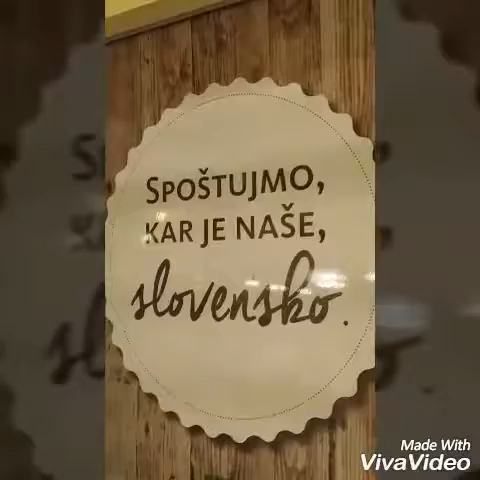 SPOŠTUJMO,
KAR JE NAŠE,
slovensko.
Made With
VivaVideo